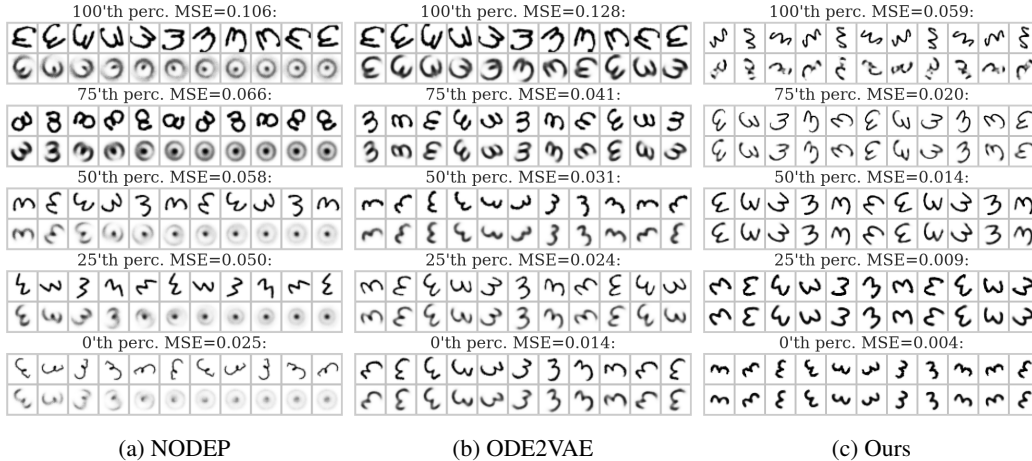 100'th perc. MSE=0.106:
75'th perc. MSE=0.066:
50'th perc. MSE=0.058:
25'th perc. MSE=0.050:
0'th perc. MSE=0.025:
(a) NODEP
100'th perc. MSE=0.128:
75'th perc. MSE=0.041:
50'th perc. MSE=0.031:
25'th perc. MSE=0.024:
0'th perc. MSE=0.014:
(b) ODE2VAE
100'th perc. MSE=0.059:
75'th perc. MSE=0.020:
50'th perc. MSE=0.014:
25'th perc. MSE=0.009:
0'th perc. MSE=0.004:
(c) Ours